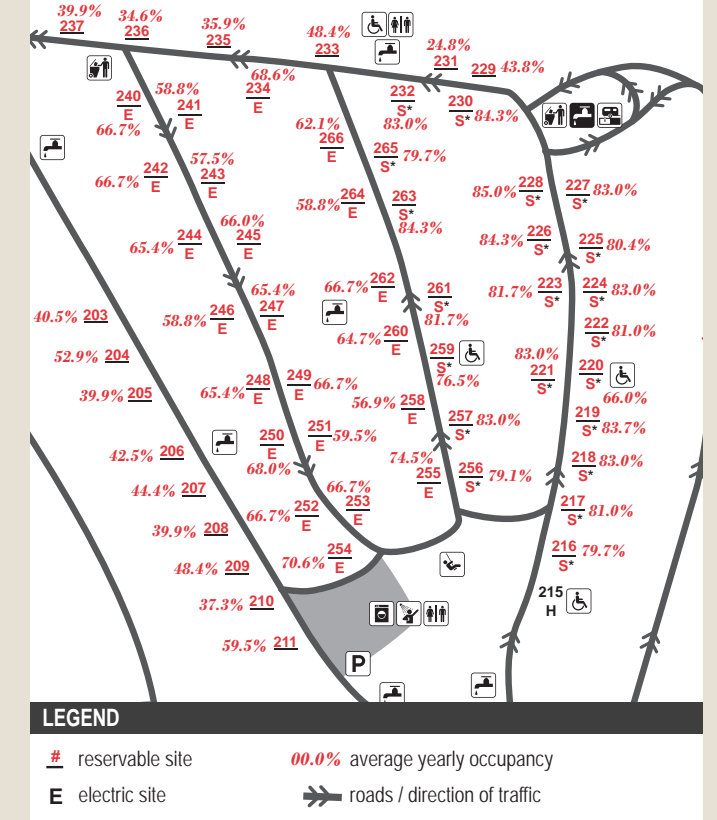 39.9% 34.6% 35.9% 48.4% 24.8%
237 236 235 233 231 229 43.8%
68.6%
58.8% 234 E
240 E 66.7%
241 E
232 S* 83.0%
230 S* 84.3%
62.1% 266 E
265 S* 79.7%
66.7% 242 E
57.5% 243 E
58.8% 264 E
263 S* 84.3%
85.0% 228 S*
227 S* 83.0%
65.4% 244 E
66.0% 245 E
84.3% 226 S*
225 S* 80.4%
65.4% 247 E
66.7% 262 E
261 S* 81.7%
81.7% 223 S*
224 S* 83.0%
40.5% 203
58.8% 246 E
64.7% 260 E
222 S* 81.0%
52.9% 204
259 S* 76.5%
83.0% 221 S*
220 S* 66.0%
39.9% 205
65.4% 248 E
249 E 66.7%
56.9% 258 E
257 S* 83.0%
219 S* 83.7%
42.5% 206
250 E 68.0%
251 E 59.5%
74.5% 255 E
256 S* 79.1%
218 S* 83.0%
44.4% 207
66.7% 253 E
66.7% 252 E
217 S* 81.0%
39.9% 208
70.6% 254 E
216 S* 79.7%
48.4% 209
37.3% 210
215 H
59.5% 211
P
LEGEND
# reservable site
00.0% average yearly occupancy
E electric site
roads / direction of traffic